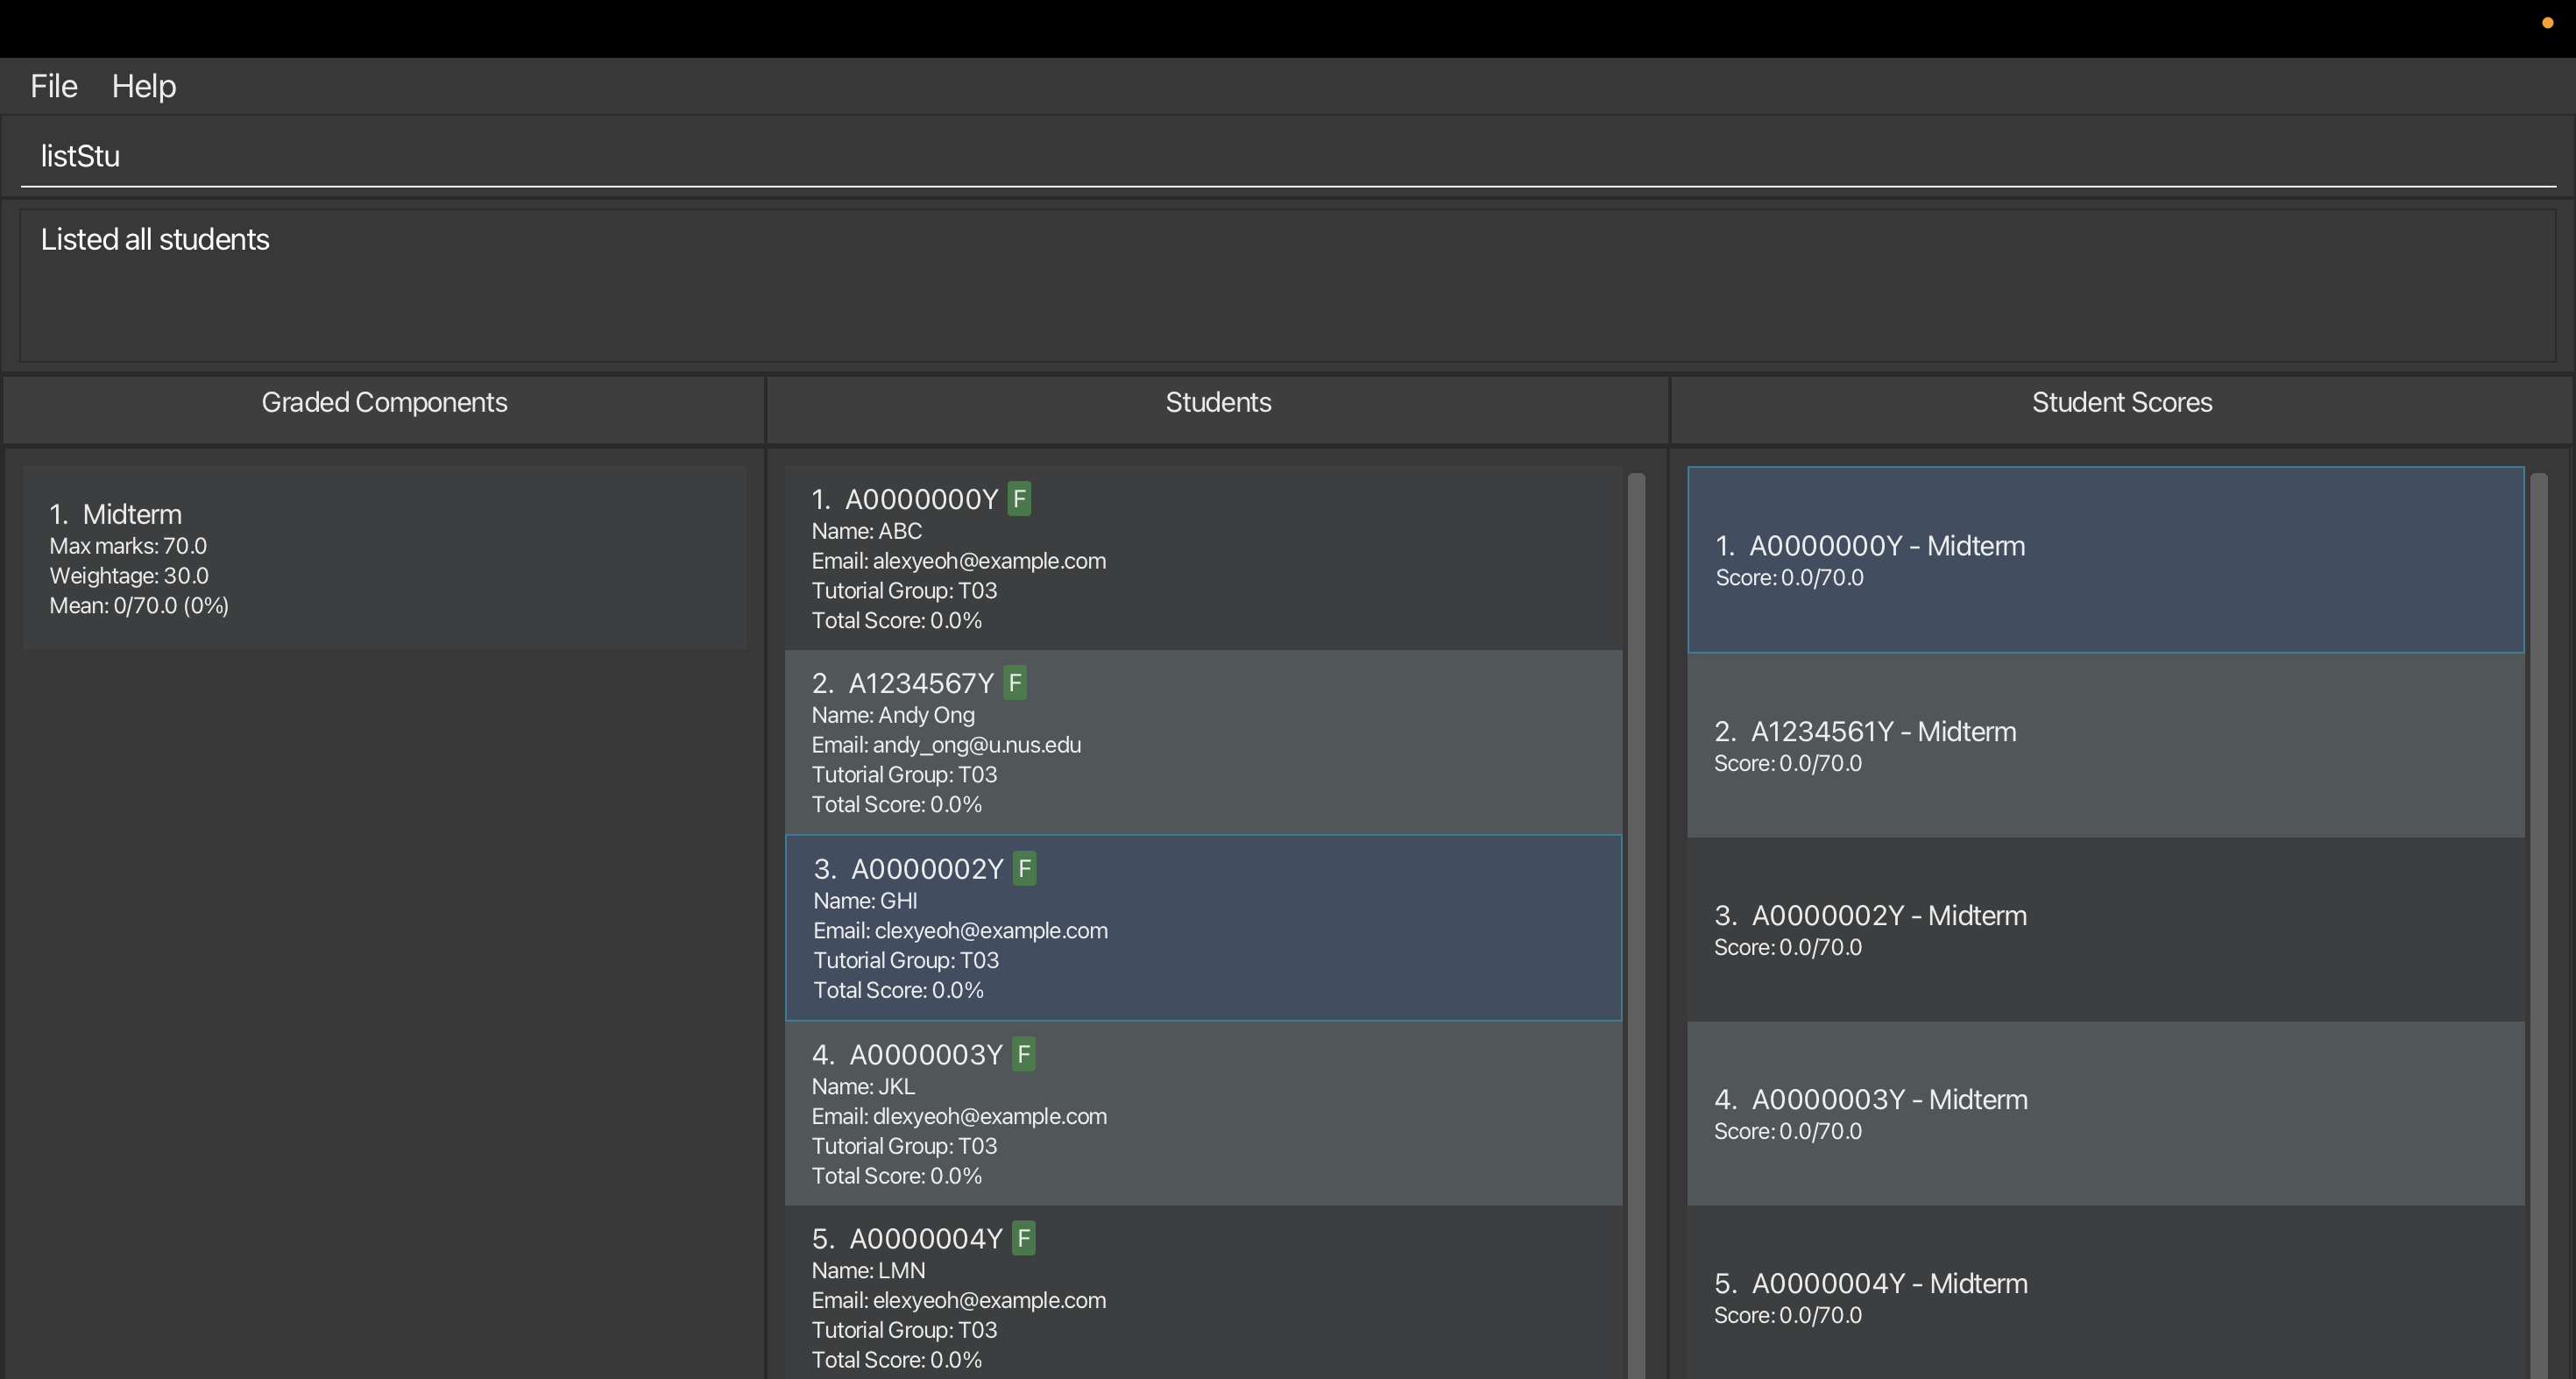 File Help
listStu
Listed all students
Graded Components
1. Midterm
Max marks: 70.0
Weightage: 30.0
Mean: 0/70.0 (0%)
Students
1. A0000000Y F
Name: ABC
Email: alexyeoh@example.com
Tutorial Group: T03
Total Score: 0.0%
2. A1234567Y F
Name: Andy Ong
Email: andy_ong@u.nus.edu
Tutorial Group: T03
Total Score: 0.0%
3. A0000002Y F
Name: GHI
Email: clexyeoh@example.com
Tutorial Group: T03
Total Score: 0.0%
4. A0000003Y F
Name: JKL
Email: dlexyeoh@example.com
Tutorial Group: T03
Total Score: 0.0%
5. A0000004Y F
Name: LMN
Email: elexyeoh@example.com
Tutorial Group: T03
Total Score: 0.0%
Student Scores
1. A0000000Y - Midterm
Score: 0.0/70.0
2. A1234561Y - Midterm
Score: 0.0/70.0
3. A0000002Y - Midterm
Score: 0.0/70.0
4. A0000003Y - Midterm
Score: 0.0/70.0
5. A0000004Y - Midterm
Score: 0.0/70.0